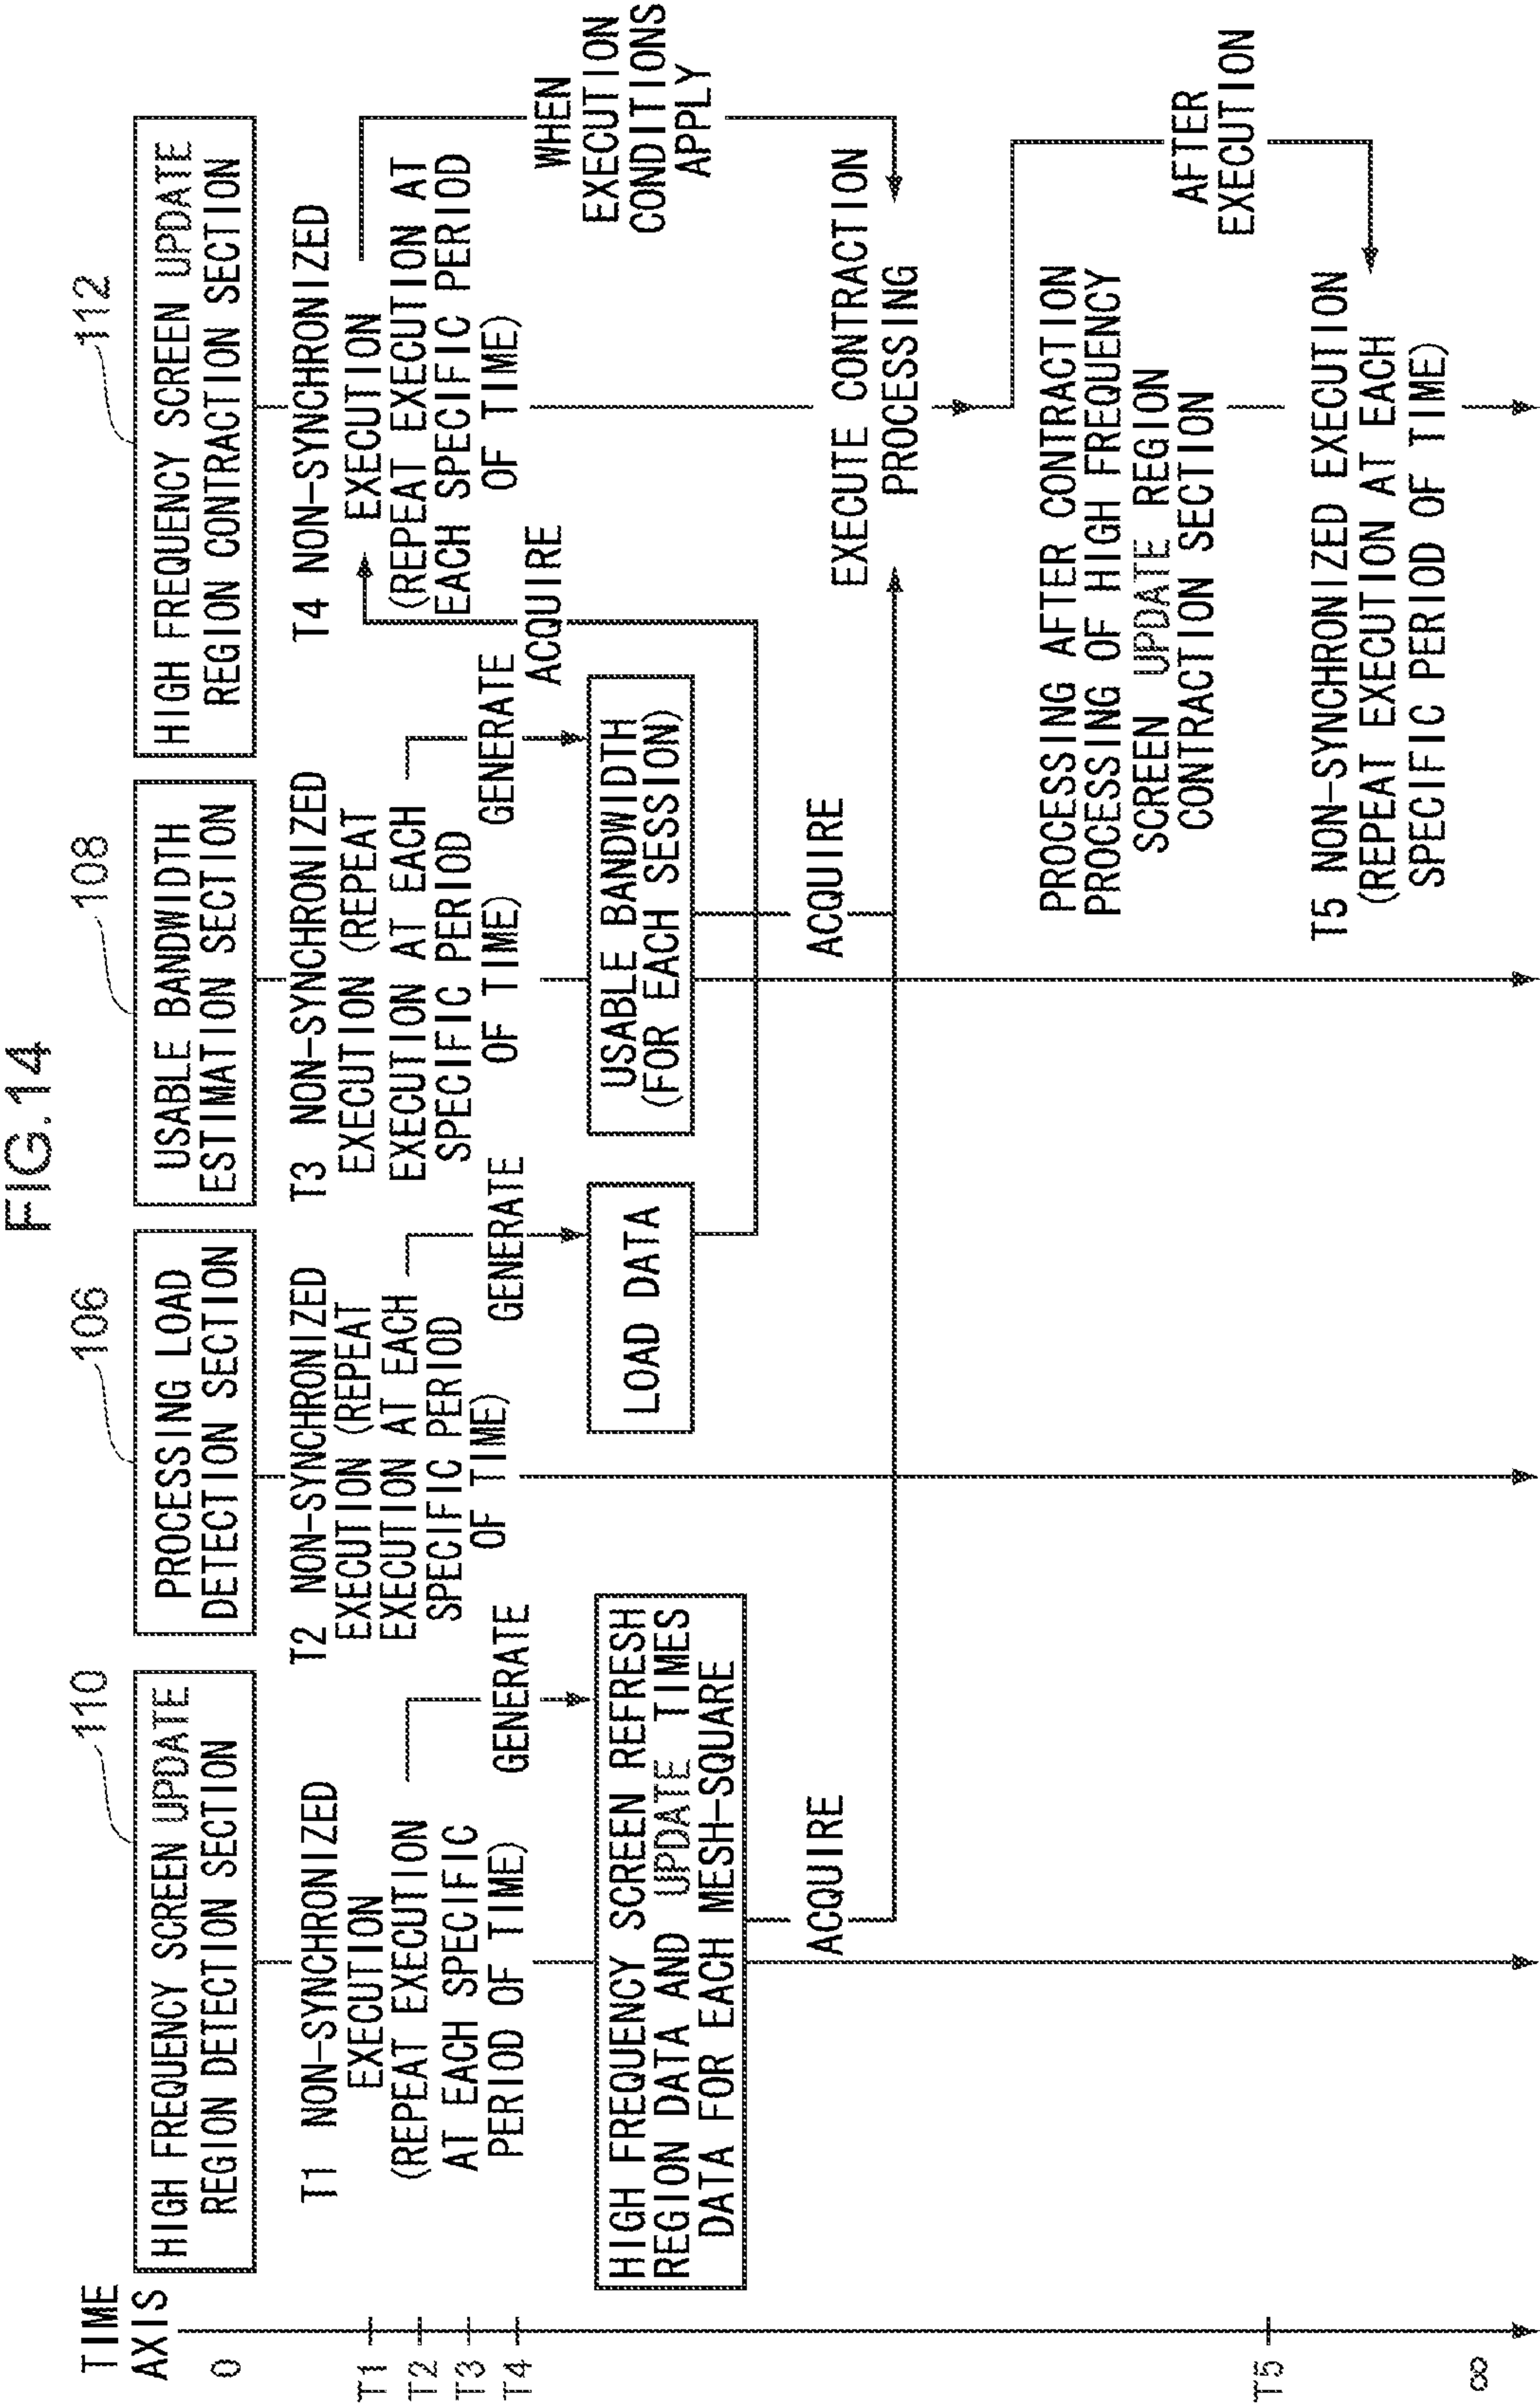 FIG.14
TIME
AXIS
0
T1
T2
T3
T4
T5
∞
110
HIGH FREQUENCY SCREEN UPDATE
REGION DETECTION SECTION
T1 NON-SYNCHRONIZED
EXECUTION
(REPEAT EXECUTION
AT EACH SPECIFIC
PERIOD OF TIME)
GENERATE
HIGH FREQUENCY SCREEN REFRESH
REGION DATA AND UPDATE TIMES
DATA FOR EACH MESH-SQUARE
ACQUIRE
106
PROCESSING LOAD
DETECTION SECTION
T2 NON-SYNCHRONIZED
EXECUTION (REPEAT
EXECUTION AT EACH
SPECIFIC PERIOD
OF TIME)
GENERATE
LOAD DATA
108
USABLE BANDWIDTH
ESTIMATION SECTION
T3 NON-SYNCHRONIZED
EXECUTION (REPEAT
EXECUTION AT EACH
SPECIFIC PERIOD
OF TIME)
GENERATE
USABLE BANDWIDTH
(FOR EACH SESSION)
ACQUIRE
112
HIGH FREQUENCY SCREEN UPDATE
REGION CONTRACTION SECTION
T4 NON-SYNCHRONIZED
EXECUTION
(REPEAT EXECUTION AT
EACH SPECIFIC PERIOD
OF TIME)
ACQUIRE
WHEN
EXECUTION
CONDITIONS
APPLY
EXECUTE CONTRACTION
PROCESSING
PROCESSING AFTER CONTRACTION
PROCESSING OF HIGH FREQUENCY
SCREEN UPDATE REGION
CONTRACTION SECTION
AFTER
EXECUTION
T5 NON-SYNCHRONIZED EXECUTION
(REPEAT EXECUTION AT EACH
SPECIFIC PERIOD OF TIME)